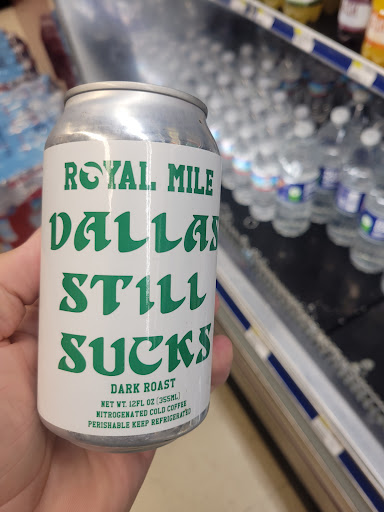 ROYAL MILE
DALLAS
STILL
SUCKS
DARK ROAST
NET WT. 12FL OZ (355ML)
NITROGENATED COLD COFFEE
PERISHABLE KEEP REFRIGERATED